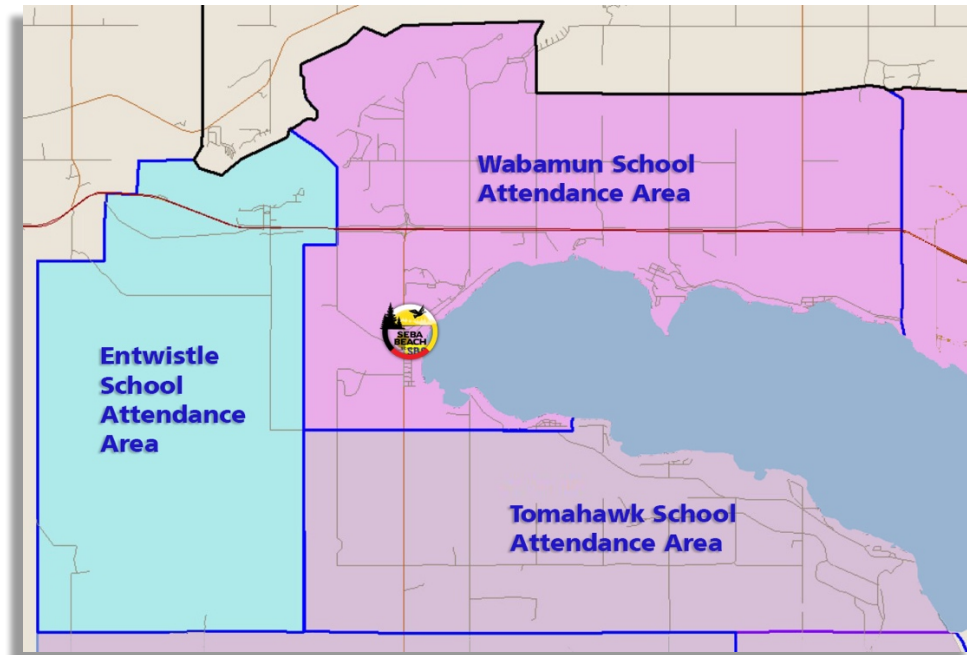 Wabamun School
Attendance Area
SEBA
BEACH
Entwistle
School
Attendance
Area
Tomahawk School
Attendance Area